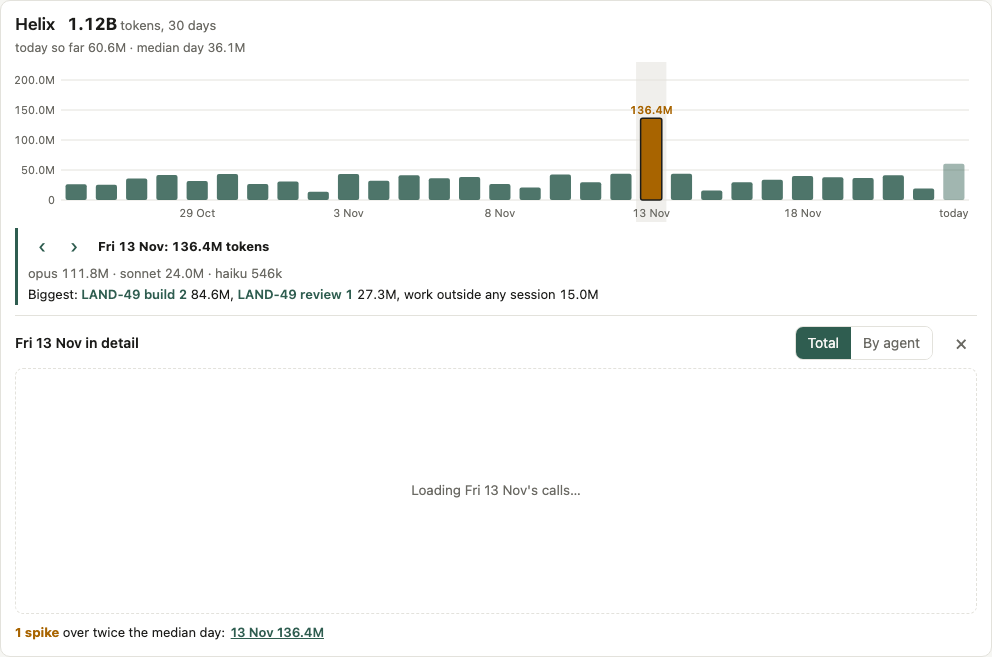 Helix 1.12B tokens, 30 days
today so far 60.6M · median day 36.1M
200.0M
150.0M
136.4M
100.0M
50.0M
0
29 Oct 3 Nov 8 Nov 13 Nov 18 Nov today
‹ › Fri 13 Nov: 136.4M tokens
opus 111.8M · sonnet 24.0M · haiku 546k
Biggest: LAND-49 build 2 84.6M, LAND-49 review 1 27.3M, work outside any session 15.0M
Fri 13 Nov in detail Total By agent ×
Loading Fri 13 Nov's calls...
1 spike over twice the median day: 13 Nov 136.4M